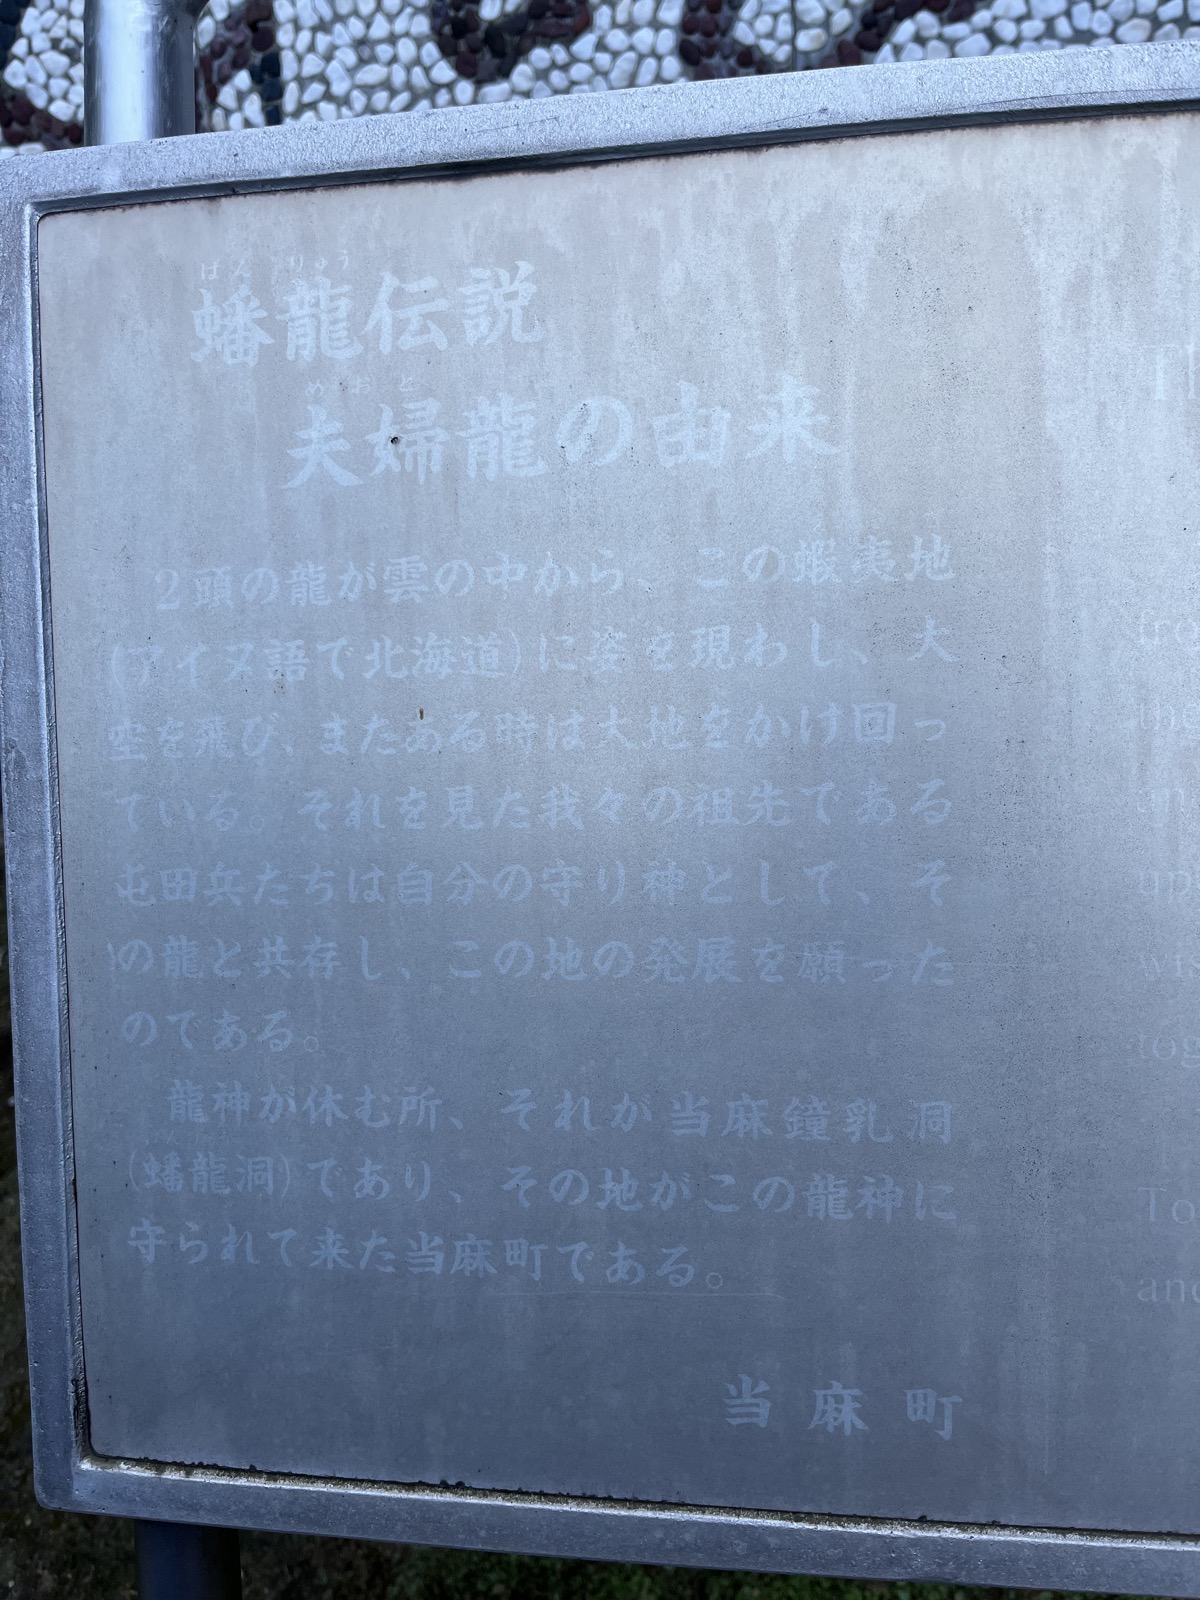 ばんりゅう
蟠龍伝説
めおと
夫婦龍の由来
2頭の龍が雲の中から、この蝦夷地
(アイヌ語で北海道)に姿を現わし、大
空を飛び、またある時は大地をかけ回っ
ている。それを見た我々の祖先である
屯田兵たちは自分の守り神として、そ
の龍と共存し、この地の発展を願った
のである。
龍神が休む所、それが当麻鐘乳洞
(蟠龍洞)であり、その地がこの龍神に
守られて来た当麻町である。
当麻町